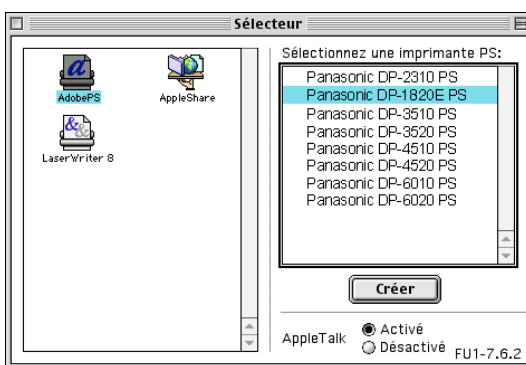 Sélecteur
AdobePS
AppleShare
LaserWriter 8
Sélectionnez une imprimante PS:
Panasonic DP-2310 PS
Panasonic DP-1820E PS
Panasonic DP-3510 PS
Panasonic DP-3520 PS
Panasonic DP-4510 PS
Panasonic DP-4520 PS
Panasonic DP-6010 PS
Panasonic DP-6020 PS
Créer
AppleTalk
Activé
Désactivé
FU1-7.6.2